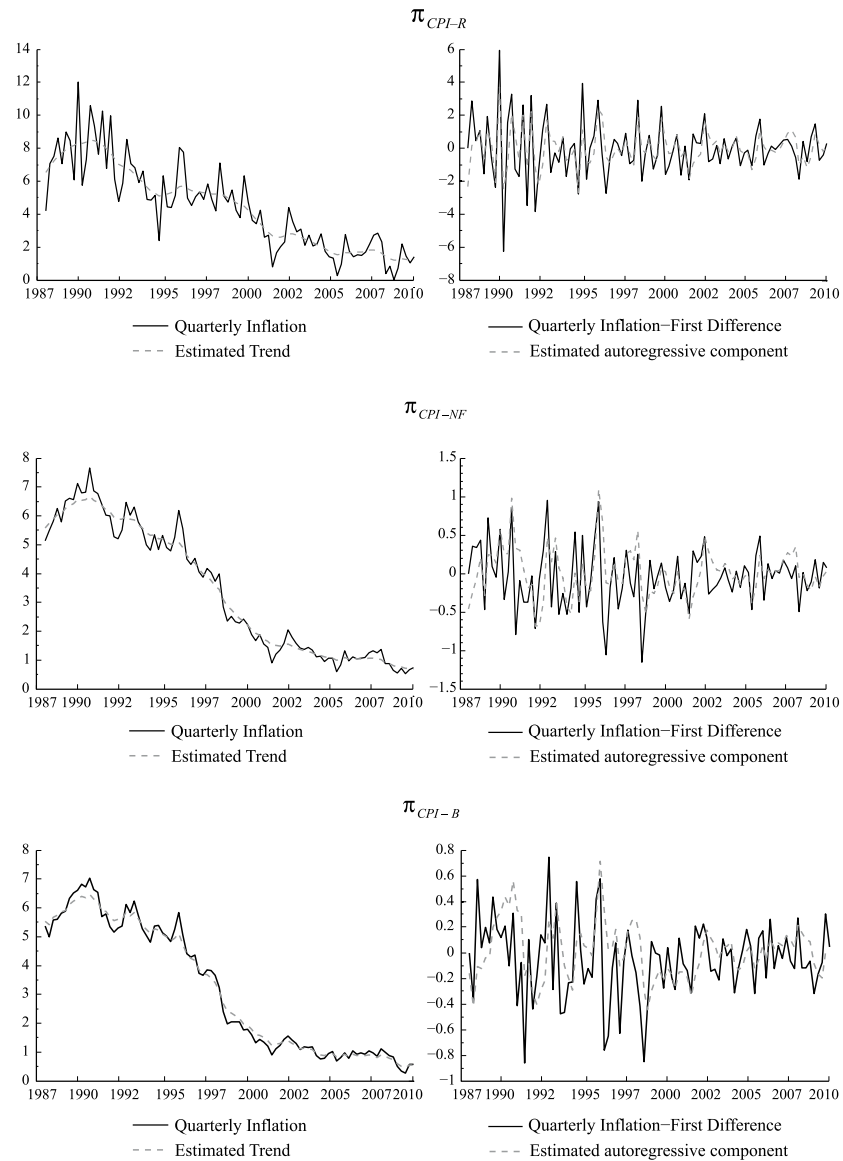 π CPI–R
14
12
10
8
6
4
2
0
1987 1990 1992 1995 1997 2000 2002 2005 2007 2010
Quarterly Inflation
Estimated Trend
6
4
2
0
−2
−4
−6
−8
1987 1990 1992 1995 1997 2000 2002 2005 2007 2010
Quarterly Inflation−First Difference
Estimated autoregressive component
π CPI–NF
8
7
6
5
4
3
2
1
0
1987 1990 1992 1995 1997 2000 2002 2005 2007 2010
Quarterly Inflation
Estimated Trend
1.5
1
0.5
0
−0.5
−1
−1.5
1987 1990 1992 1995 1997 2000 2002 2005 2007 2010
Quarterly Inflation−First Difference
Estimated autoregressive component
π CPI–B
8
7
6
5
4
3
2
1
0
1987 1990 1992 1995 1997 2000 2002 2005 20072010
Quarterly Inflation
Estimated Trend
0.8
0.6
0.4
0.2
0
−0.2
−0.4
−0.6
−0.8
−1
1987 1990 1992 1995 1997 2000 2002 2005 2007 2010
Quarterly Inflation−First Difference
Estimated autoregressive component